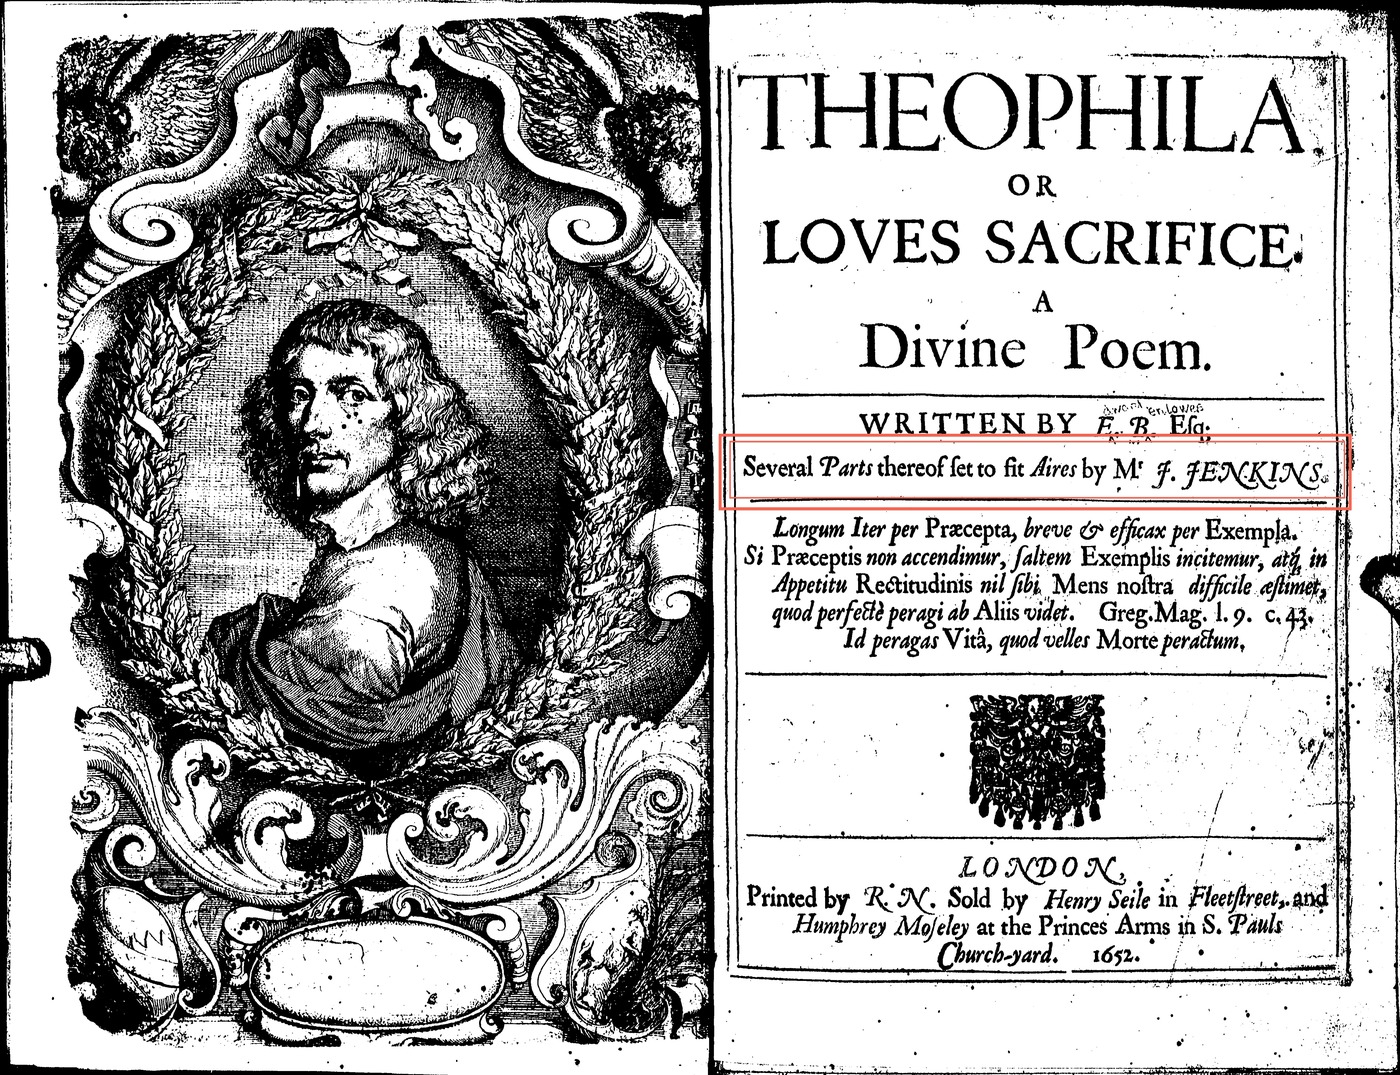 THEOPHILA,
OR
LOVES SACRIFICE.
A
Divine Poem.
WRITTEN BY E. B. Esq;
Several Parts thereof ſet to fit Aires by Mr J. JENKINS.
Longum Iter per Præcepta, breve & efficax per Exempla.
Si Præceptis non accendimur, ſaltem Exemplis incitemur, atq́ in
Appetitu Rectitudinis nil ſibi Mens noſtra difficile æſtimet,
quod perfectè peragi ab Aliis videt. Greg. Mag. l. 9. c. 43.
Id peragas Vitâ, quod velles Morte peractum.
LONDON,
Printed by R. N. Sold by Henry Seile in Fleetſtreet, and
Humphrey Moſeley at the Princes Arms in S. Pauls
Church-yard. 1652.